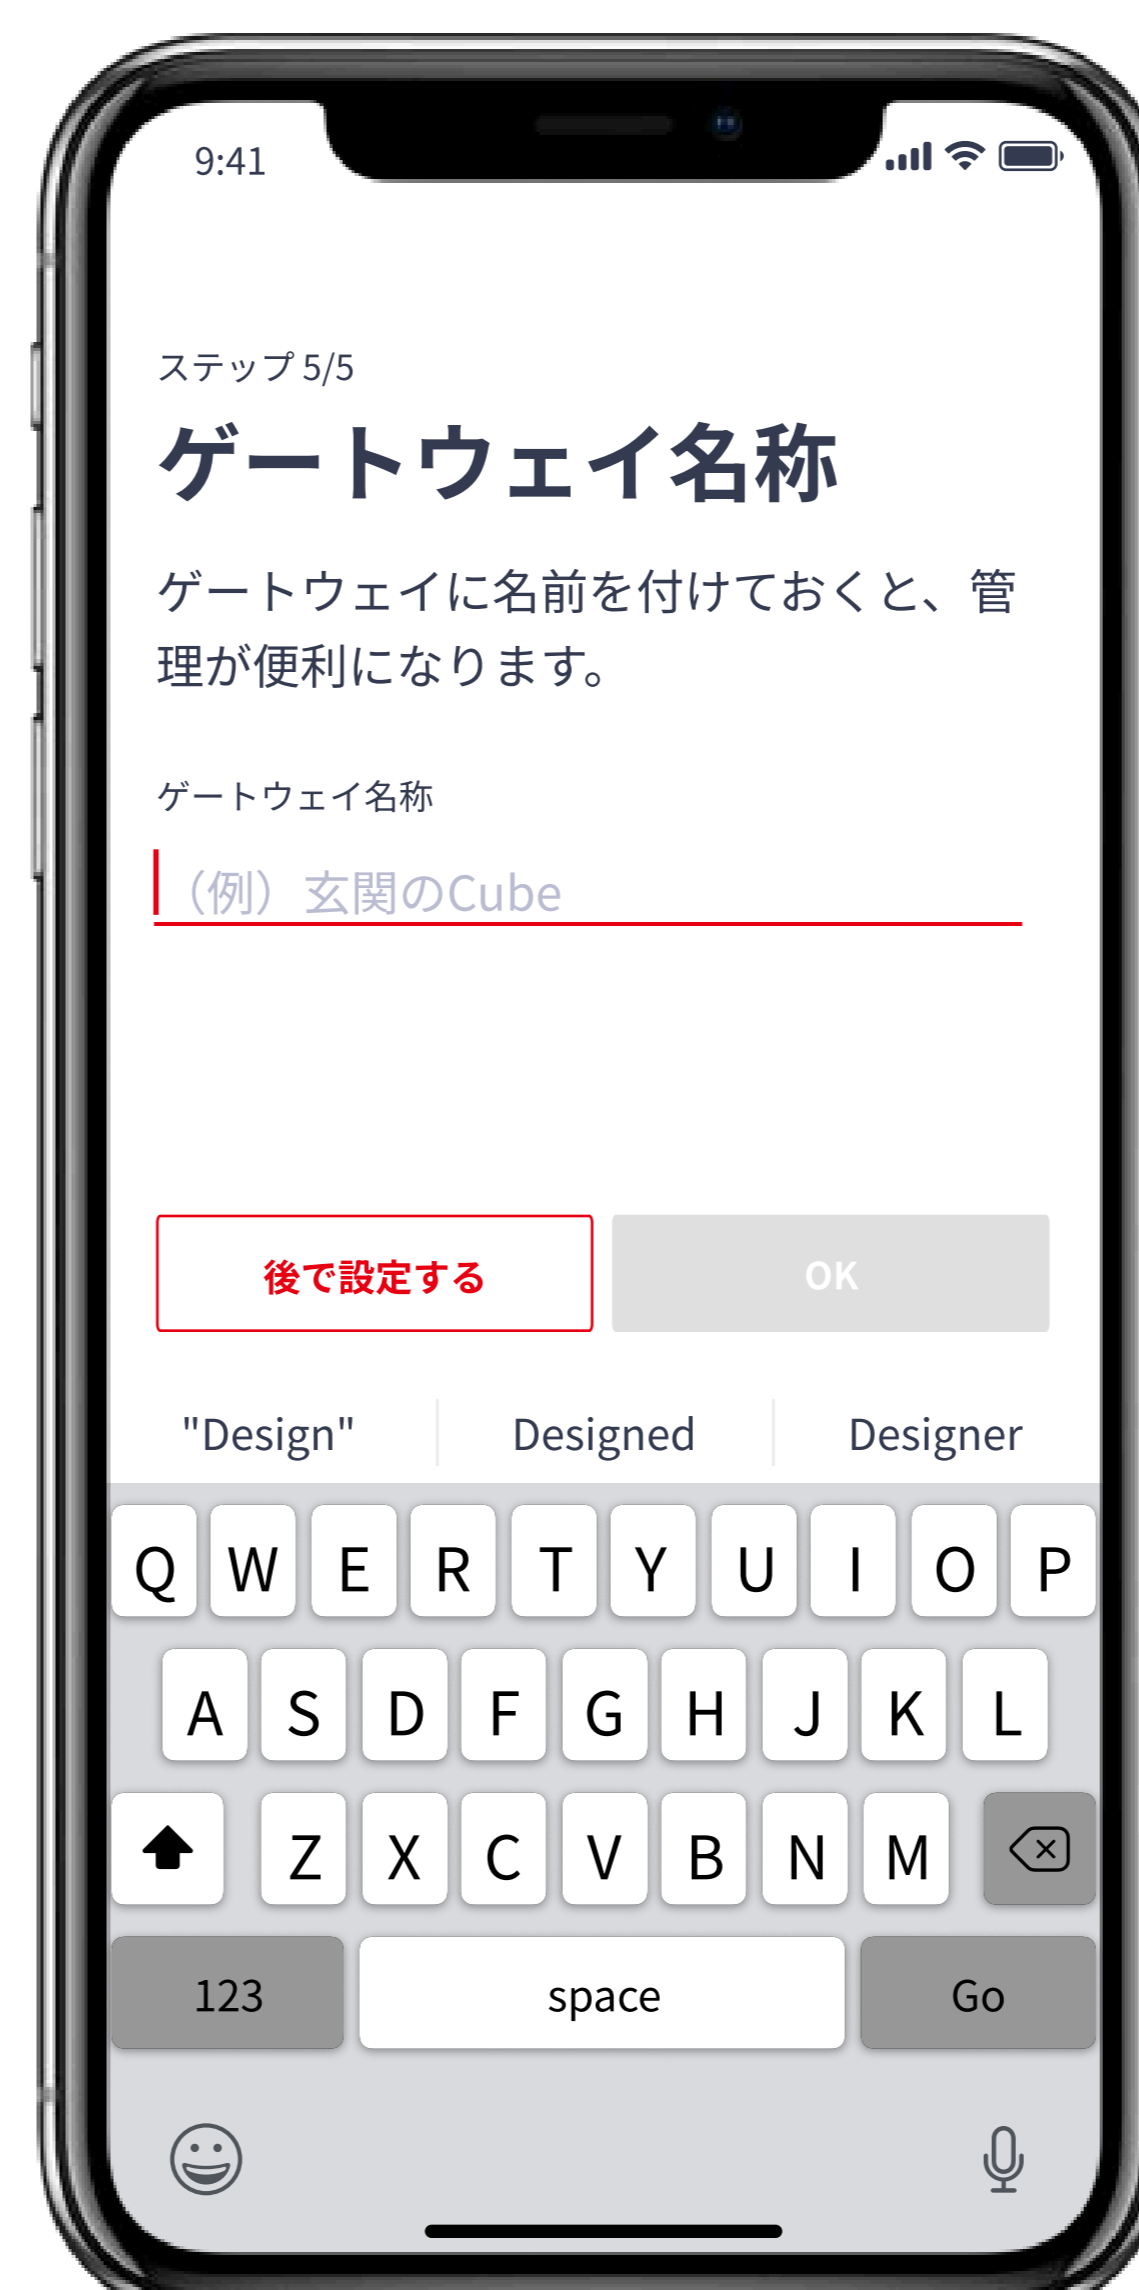 9:41
ステップ 5/5
ゲートウェイ名称
ゲートウェイに名前を付けておくと、管
理が便利になります。
ゲートウェイ名称
（例）玄関のCube
後で設定する OK
"Design" Designed Designer
Q W E R T Y U I O P
A S D F G H J K L
Z X C V B N M
123 space Go